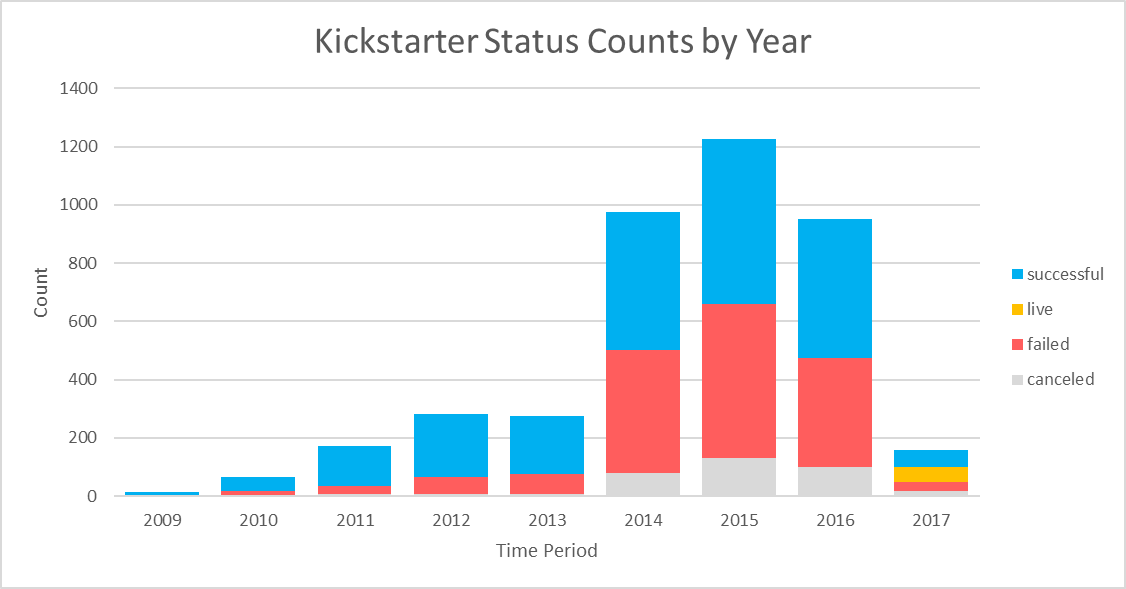 Kickstarter Status Counts by Year
1400
1200
1000
800
600
400
200
0
Count
2009 2010 2011 2012 2013 2014 2015 2016 2017
Time Period
successful
live
failed
canceled